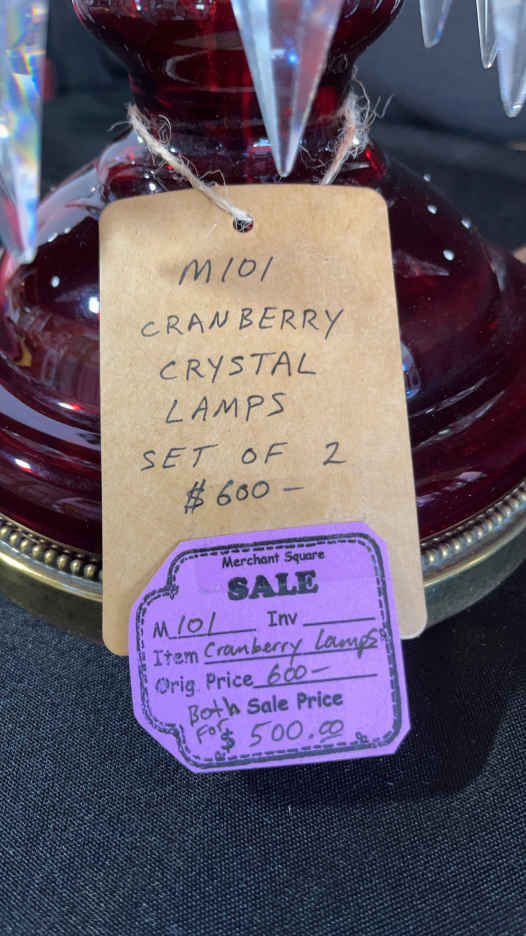 M101
CRANBERRY
CRYSTAL
LAMPS
SET OF 2
$600—
Merchant Square
SALE
M 101 Inv
Item Cranberry Lamps
Orig. Price 600—
Both Sale Price
For $ 500.00